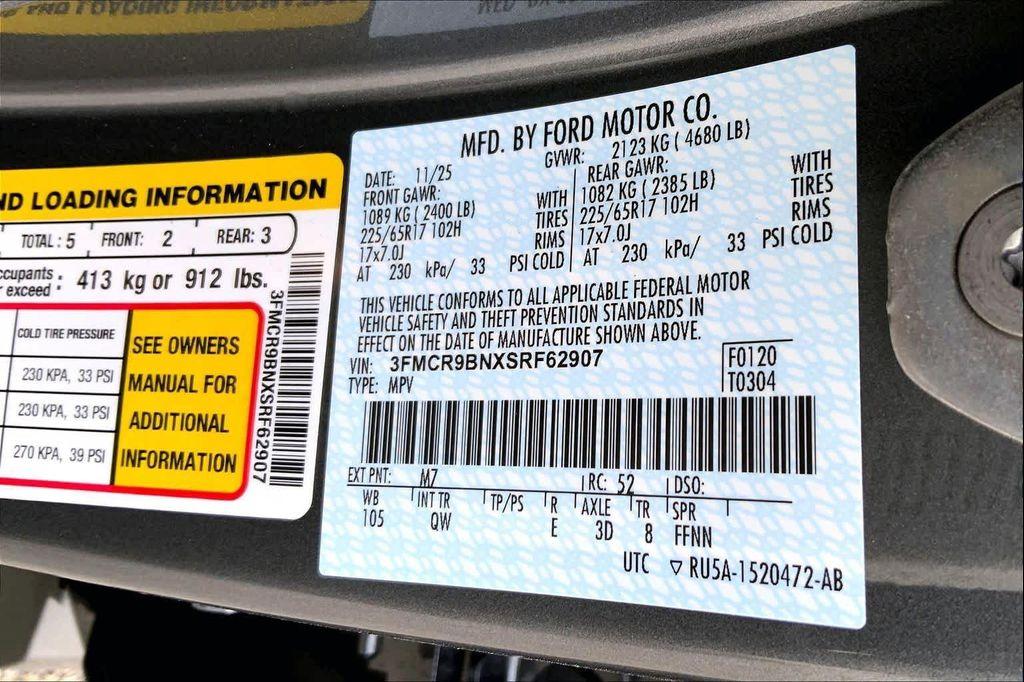 ND LOADING INFORMATION
TOTAL: 5 FRONT: 2 REAR: 3
ccupants
r exceed : 413 kg or 912 lbs.
COLD TIRE PRESSURE
230 KPA, 33 PSI
230 KPA, 33 PSI
270 KPA, 39 PSI
SEE OWNERS
MANUAL FOR
ADDITIONAL
INFORMATION
3FMCR9BNXSRF62907
MFD. BY FORD MOTOR CO.
DATE: 11/25 GVWR: 2123 KG ( 4680 LB)
FRONT GAWR:
1089 KG ( 2400 LB) WITH
225/65R17 102H TIRES
17x7.0J RIMS
AT 230 kPa/ 33 PSI COLD
REAR GAWR:
1082 KG ( 2385 LB) WITH
225/65R17 102H TIRES
17x7.0J RIMS
AT 230 kPa/ 33 PSI COLD
THIS VEHICLE CONFORMS TO ALL APPLICABLE FEDERAL MOTOR
VEHICLE SAFETY AND THEFT PREVENTION STANDARDS IN
EFFECT ON THE DATE OF MANUFACTURE SHOWN ABOVE.
VIN: 3FMCR9BNXSRF62907
TYPE: MPV
F0120
T0304
EXT PNT: M7 RC: 52 DSO:
WB INT TR TP/PS R AXLE TR SPR
105 QW E 3D 8 FFNN
UTC ▽ RU5A-1520472-AB